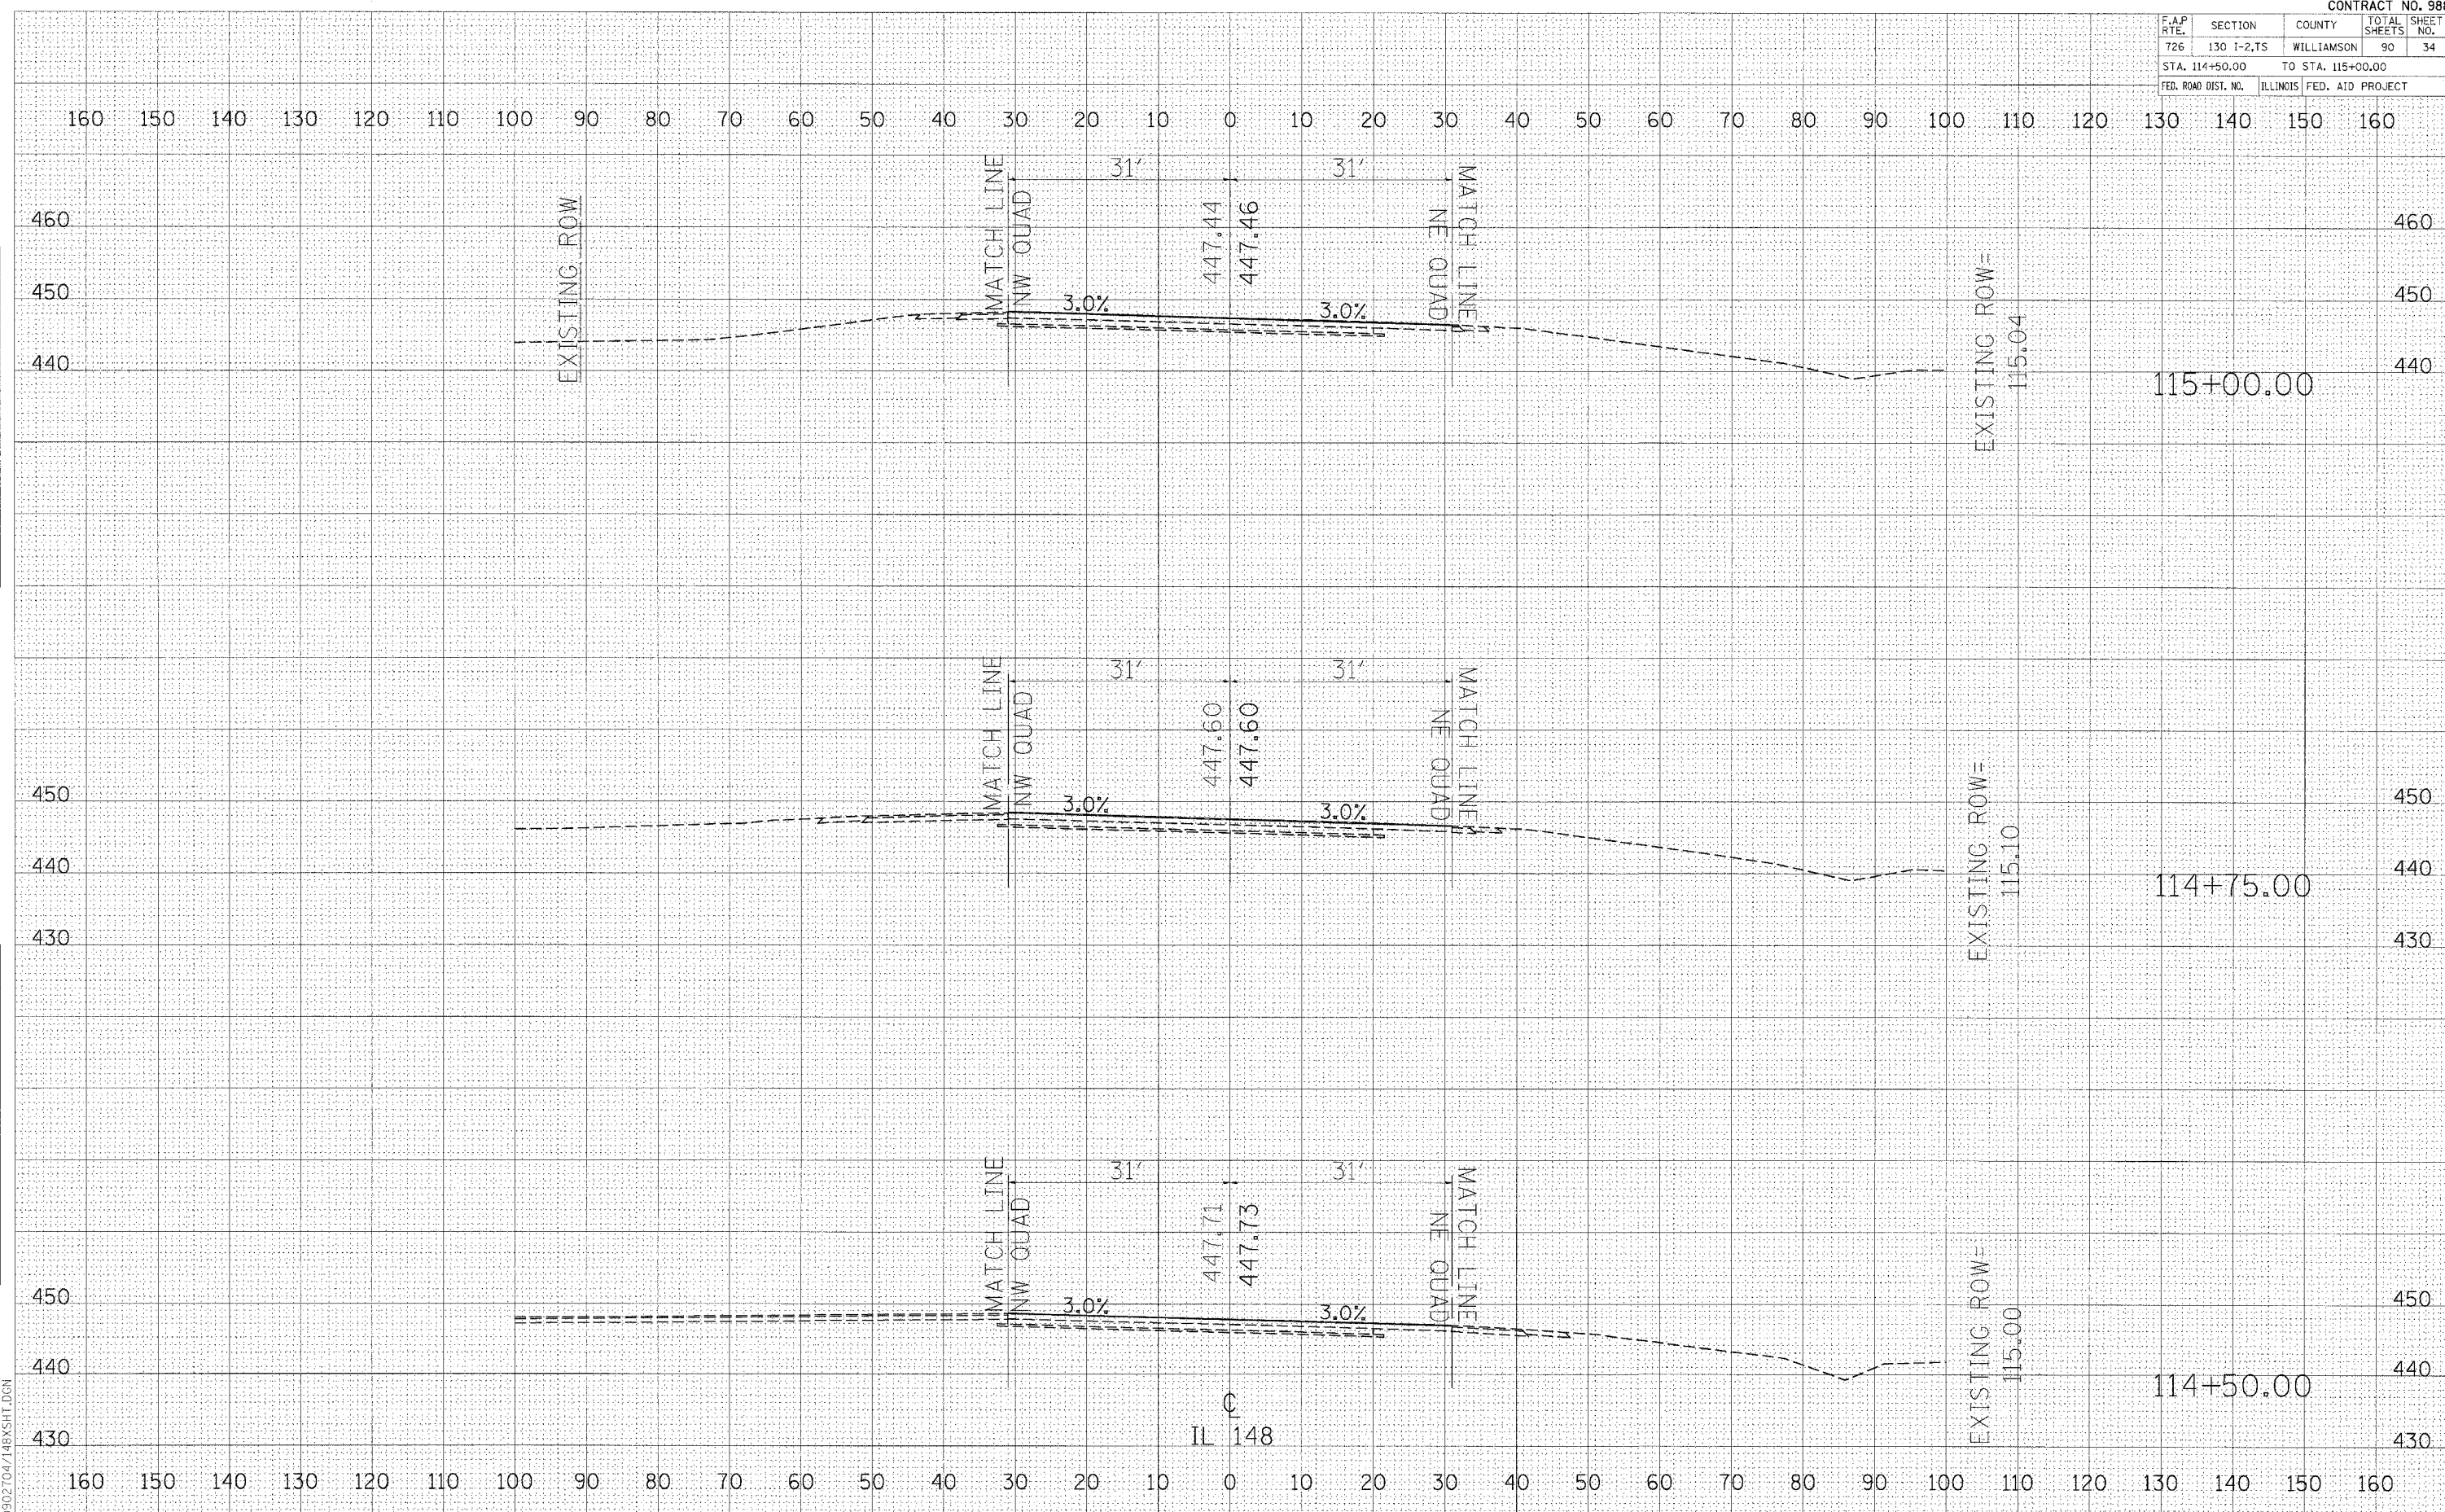 CONTRACT NO. 98
F.A.P RTE. SECTION COUNTY TOTAL SHEETS SHEET NO.
726 130 I-2,TS WILLIAMSON 90 34
STA. 114+50.00 TO STA. 115+00.00
FED. ROAD DIST. NO. ILLINOIS FED. AID PROJECT
160 150 140 130 120 110 100 90 80 70 60 50 40 30 20 10 0 10 20 30 40 50 60 70 80 90 100 110 120 130 140 150 160
EXISTING ROW
MATCH LINE
NW QUAD
31' 31'
447.44
447.46
NE QUAD
MATCH LINE
EXISTING ROW=
115.04
460 460
450 450
3.0% 3.0%
440 440
115+00.00
MATCH LINE
NW QUAD
31' 31'
447.60
447.60
NE QUAD
MATCH LINE
EXISTING ROW=
115.10
450 450
3.0% 3.0%
440 440
114+75.00
430 430
MATCH LINE
NW QUAD
31' 31'
447.71
447.73
NE QUAD
MATCH LINE
EXISTING ROW=
115.00
450 450
3.0% 3.0%
440 440
114+50.00
℄
IL 148
430 430
160 150 140 130 120 110 100 90 80 70 60 50 40 30 20 10 0 10 20 30 40 50 60 70 80 90 100 110 120 130 140 150 160
902704/148XSHT.DGN